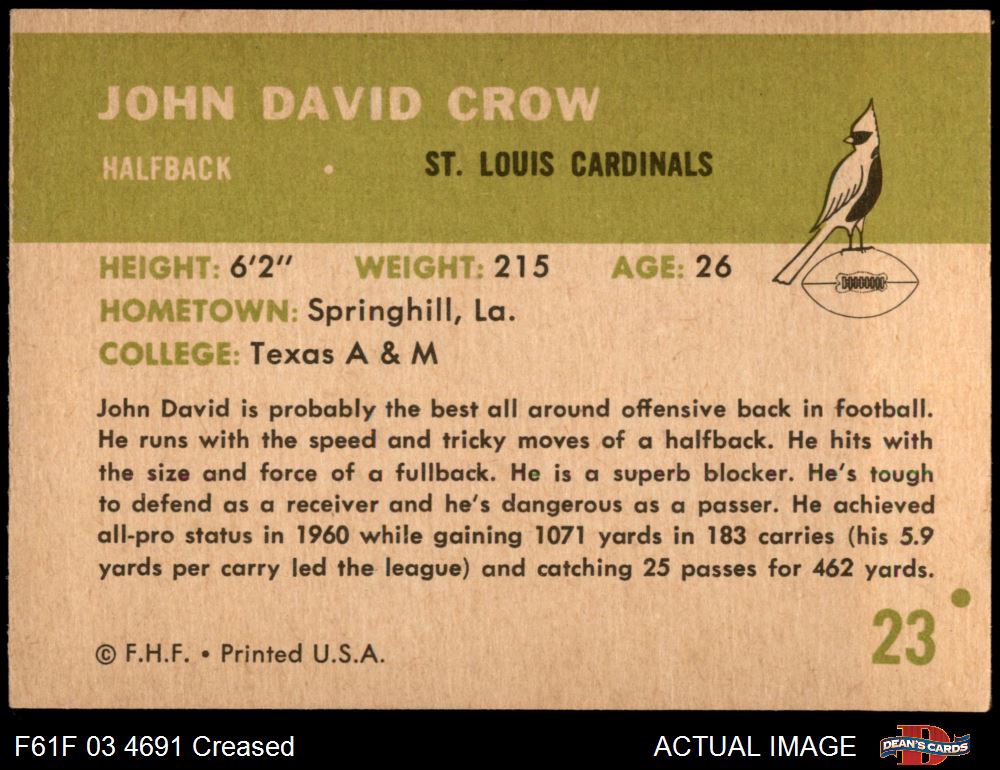 JOHN DAVID CROW
HALFBACK • ST. LOUIS CARDINALS
HEIGHT: 6'2" WEIGHT: 215 AGE: 26
HOMETOWN: Springhill, La.
COLLEGE: Texas A & M
John David is probably the best all around offensive back in football.
He runs with the speed and tricky moves of a halfback. He hits with
the size and force of a fullback. He is a superb blocker. He's tough
to defend as a receiver and he's dangerous as a passer. He achieved
all-pro status in 1960 while gaining 1071 yards in 183 carries (his 5.9
yards per carry led the league) and catching 25 passes for 462 yards.
© F.H.F. • Printed U.S.A.
23
F61F 03 4691 Creased
ACTUAL IMAGE
D
DEAN'S CARDS